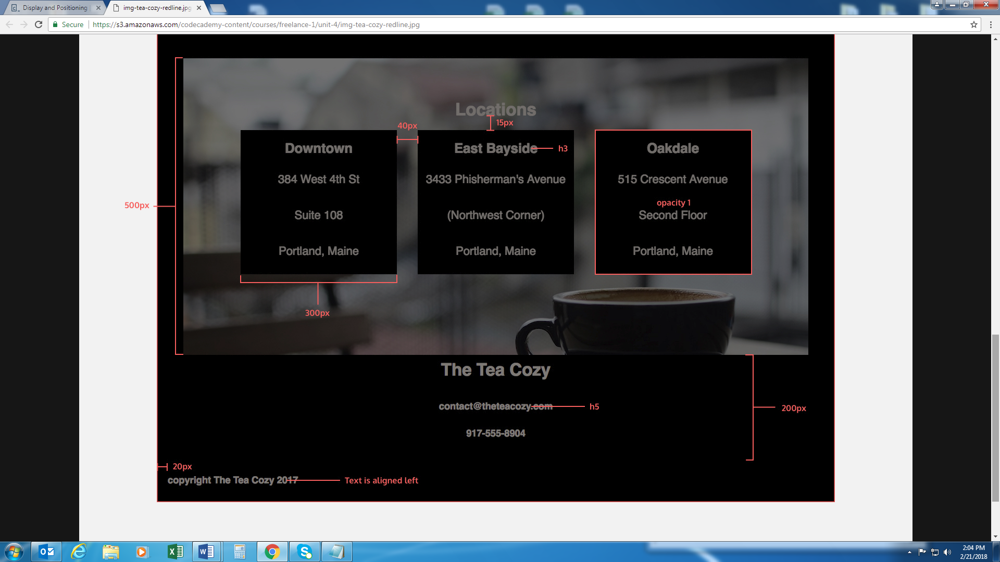 Display and Positioning
img-tea-cozy-redline.jpg
Secure
https://s3.amazonaws.com/codecademy-content/courses/freelance-1/unit-4/img-tea-cozy-redline.jpg
Locations
15px
40px
Downtown
384 West 4th St
Suite 108
Portland, Maine
East Bayside
h3
3433 Phisherman's Avenue
(Northwest Corner)
Portland, Maine
Oakdale
515 Crescent Avenue
opacity 1
Second Floor
Portland, Maine
500px
300px
The Tea Cozy
contact@theteacozy.com
h5
200px
917-555-8904
20px
copyright The Tea Cozy 2017
Text is aligned left
2:04 PM
2/21/2018